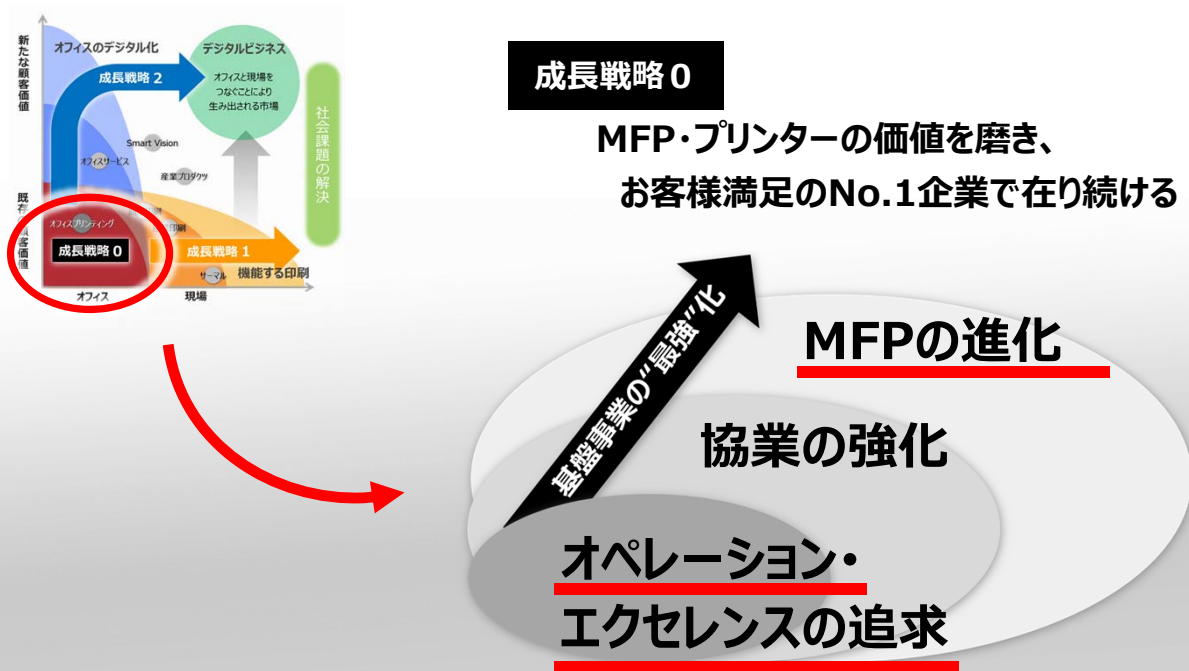 新たな顧客価値
オフィスのデジタル化
デジタルビジネス
成長戦略 2
オフィスと現場を
つなぐことにより
生み出される市場
社会課題の解決
Smart Vision
オフィスサービス
産業プロダクツ
既存の顧客価値
オフィスプリンティング
印刷
成長戦略 0
成長戦略 1
サーマル
機能する印刷
オフィス
現場
成長戦略0
MFP・プリンターの価値を磨き、
お客様満足のNo.1企業で在り続ける
基盤事業の"最強"化
MFPの進化
協業の強化
オペレーション・
エクセレンスの追求